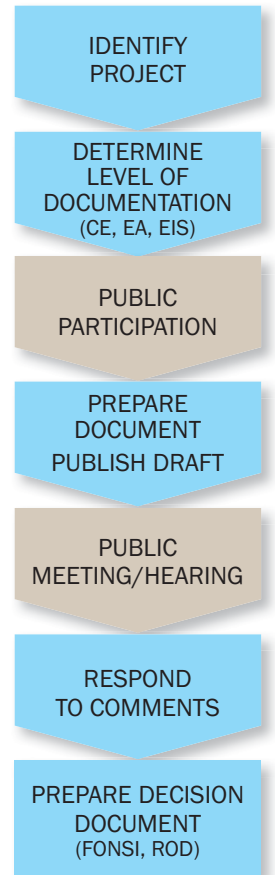 IDENTIFY
PROJECT
DETERMINE
LEVEL OF
DOCUMENTATION
(CE, EA, EIS)
PUBLIC
PARTICIPATION
PREPARE
DOCUMENT
PUBLISH DRAFT
PUBLIC
MEETING/HEARING
RESPOND
TO COMMENTS
PREPARE DECISION
DOCUMENT
(FONSI, ROD)